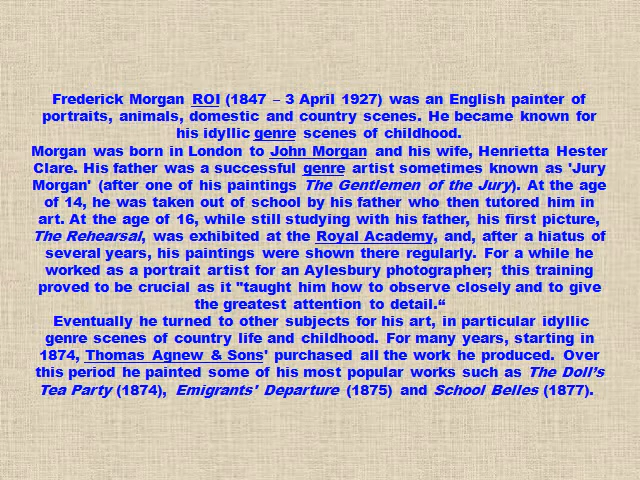 Frederick Morgan ROI (1847 – 3 April 1927) was an English painter of
portraits, animals, domestic and country scenes. He became known for
his idyllic genre scenes of childhood.
Morgan was born in London to John Morgan and his wife, Henrietta Hester
Clare. His father was a successful genre artist sometimes known as 'Jury
Morgan' (after one of his paintings The Gentlemen of the Jury). At the age
of 14, he was taken out of school by his father who then tutored him in
art. At the age of 16, while still studying with his father, his first picture,
The Rehearsal, was exhibited at the Royal Academy, and, after a hiatus of
several years, his paintings were shown there regularly. For a while he
worked as a portrait artist for an Aylesbury photographer; this training
proved to be crucial as it "taught him how to observe closely and to give
the greatest attention to detail.“
Eventually he turned to other subjects for his art, in particular idyllic
genre scenes of country life and childhood. For many years, starting in
1874, Thomas Agnew & Sons' purchased all the work he produced. Over
this period he painted some of his most popular works such as The Doll’s
Tea Party (1874), Emigrants' Departure (1875) and School Belles (1877).